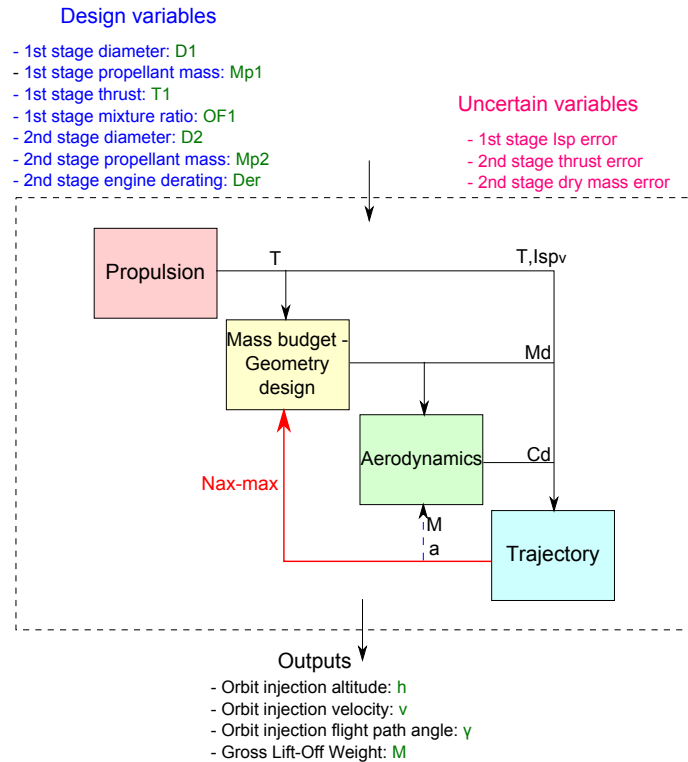 Design variables
- 1st stage diameter: D1
- 1st stage propellant mass: Mp1
- 1st stage thrust: T1
- 1st stage mixture ratio: OF1
- 2nd stage diameter: D2
- 2nd stage propellant mass: Mp2
- 2nd stage engine derating: Der
Uncertain variables
- 1st stage Isp error
- 2nd stage thrust error
- 2nd stage dry mass error
Propulsion
T
T,Ispv
Mass budget -
Geometry
design
Md
Aerodynamics
Cd
Nax-max
M
a
Trajectory
Outputs
- Orbit injection altitude: h
- Orbit injection velocity: v
- Orbit injection flight path angle: γ
- Gross Lift-Off Weight: M